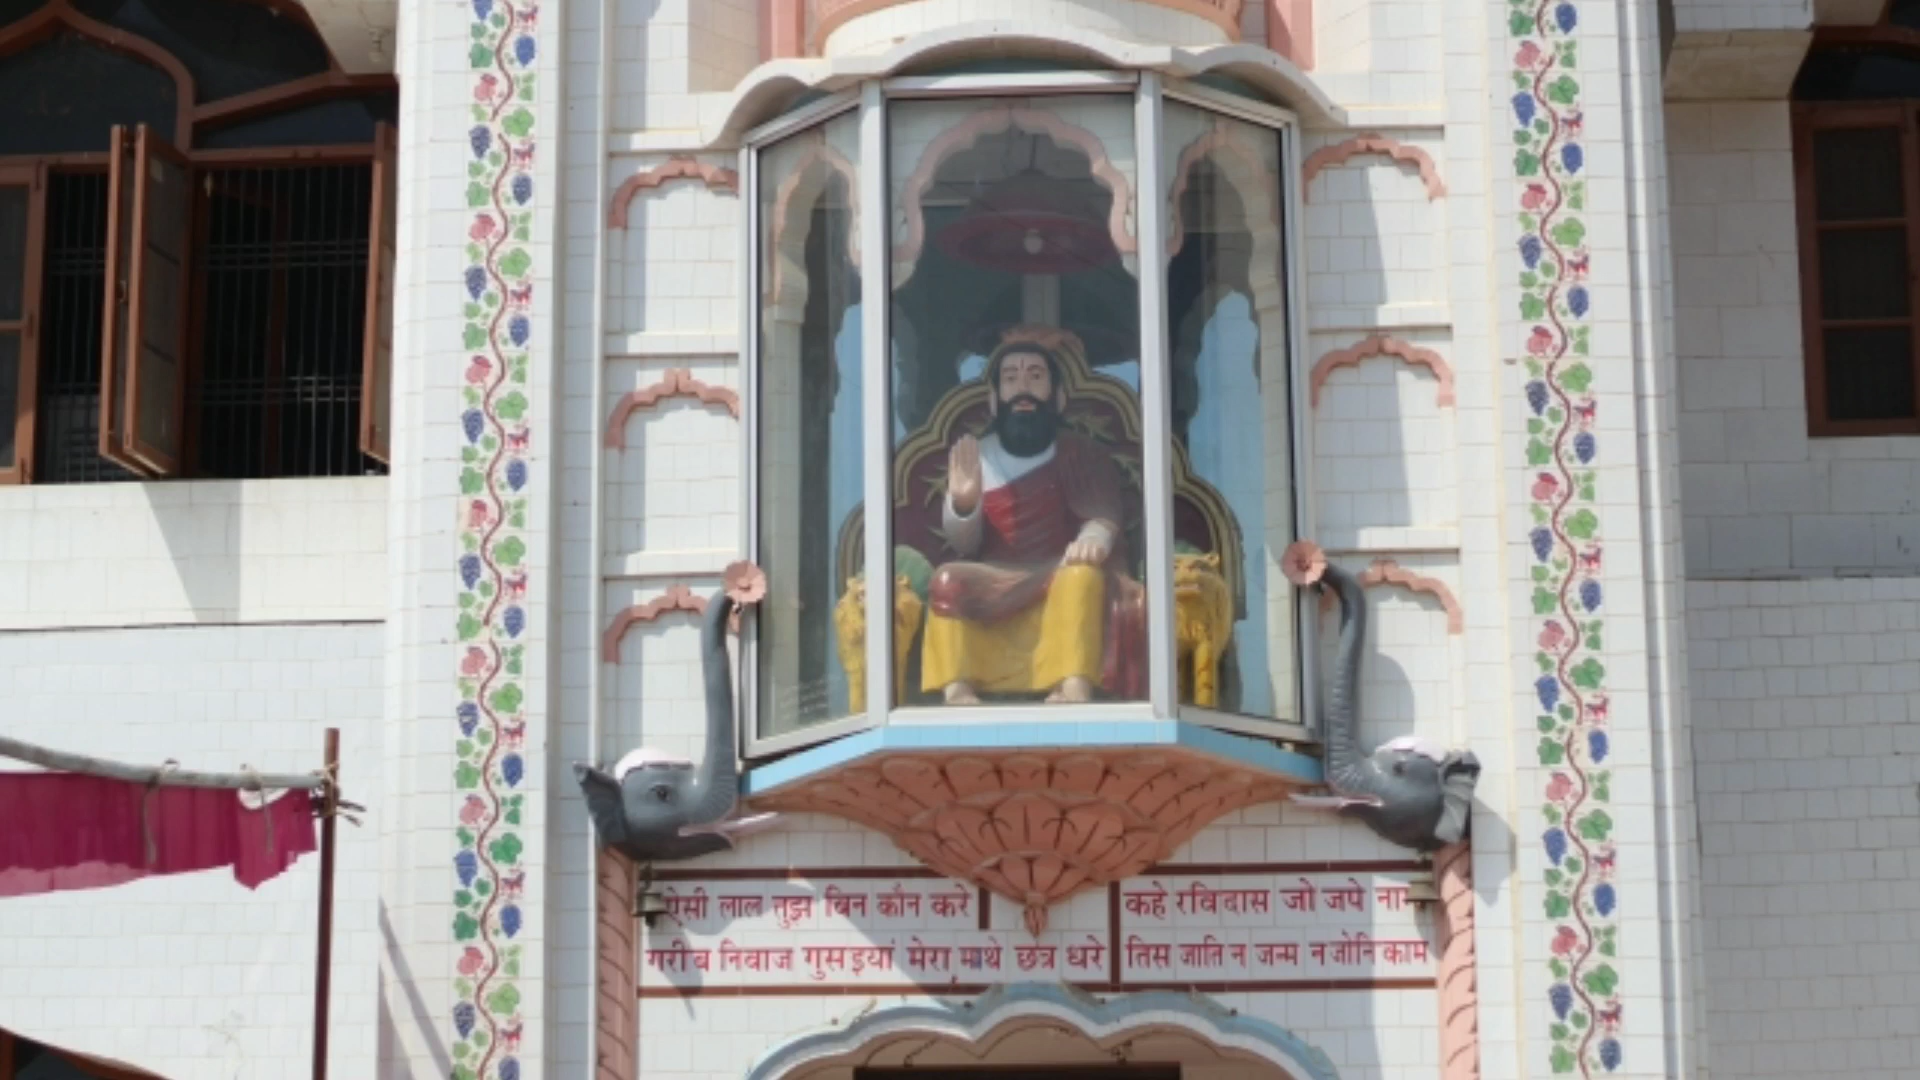 ऐसी लाल तुझ बिन कौन करे
गरीब निवाज गुसइयां मेरा माथे छत्र धरे
कहे रविदास जो जपे
तिस जाति न जन्म न जोनि काम